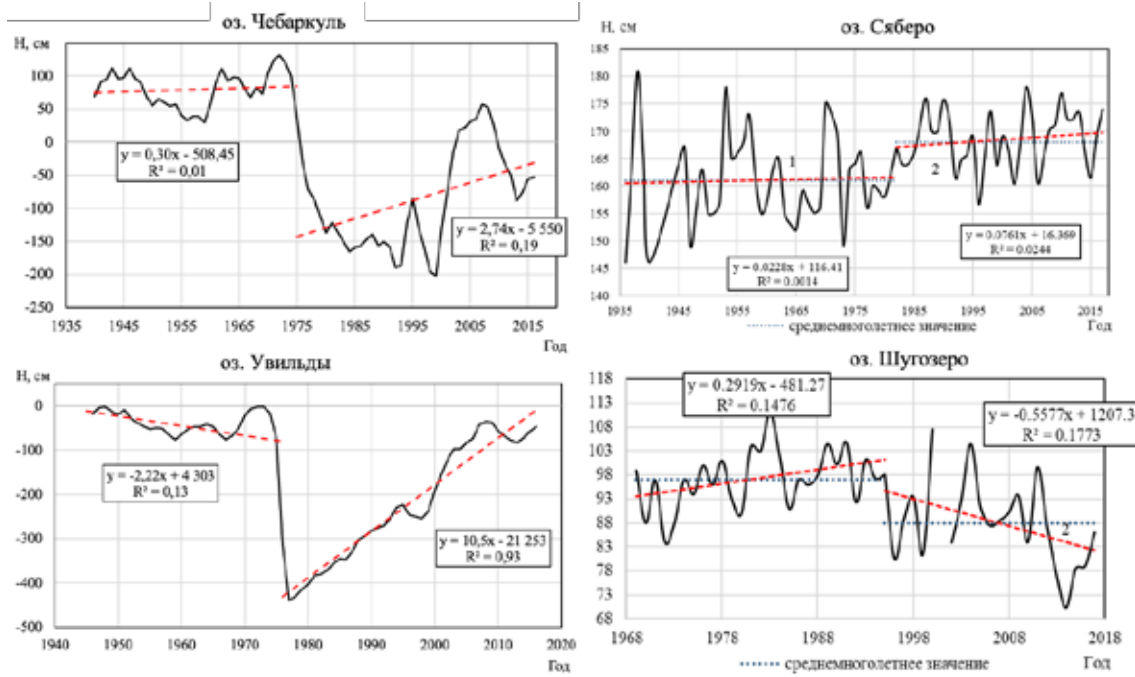 оз. Чебаркуль
Н, см
100
50
0
-50
-100
-150
-200
-250
1935 1945 1955 1965 1975 1985 1995 2005 2015
Год
y = 0,30x - 508,45
R² = 0,01
y = 2,74x - 5 550
R² = 0,19
оз. Сяберо
Н, см
185
180
175
170
165
160
155
150
145
140
1935 1945 1955 1965 1975 1985 1995 2005 2015
1
2
y = 0.0228x + 116.41
R² = 0.0014
y = 0.0761x + 16.369
R² = 0.0244
среднемноголетнее значение
Год
оз. Увильды
Н, см
0
-100
-200
-300
-400
-500
1940 1950 1960 1970 1980 1990 2000 2010 2020
Год
y = -2,22x + 4 303
R² = 0,13
y = 10,5x - 21 253
R² = 0,93
оз. Шугозеро
Н, см
118
113
108
103
98
93
88
83
78
73
68
1968 1978 1988 1998 2008 2018
y = 0.2919x - 481.27
R² = 0.1476
y = -0.5577x + 1207.3
R² = 0.1773
2
среднемноголетнее значение
Год